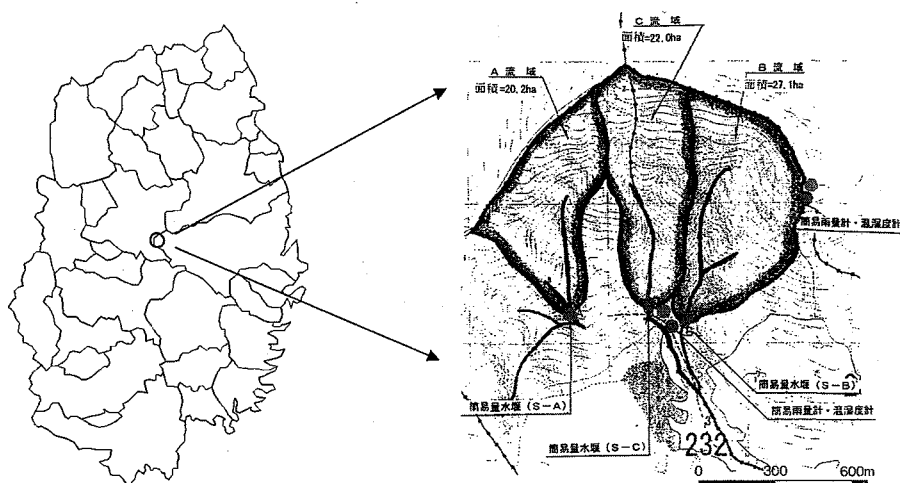 C 流 域
面積=22.0ha
A 流 域
面積=20.2ha
B 流 域
面積=27.1ha
簡易雨量計・温湿度計
簡易量水堰 (S-B)
簡易量水堰 (S-A)
簡易雨量計・温湿度計
簡易量水堰 (S-C)
232
0 300 600m